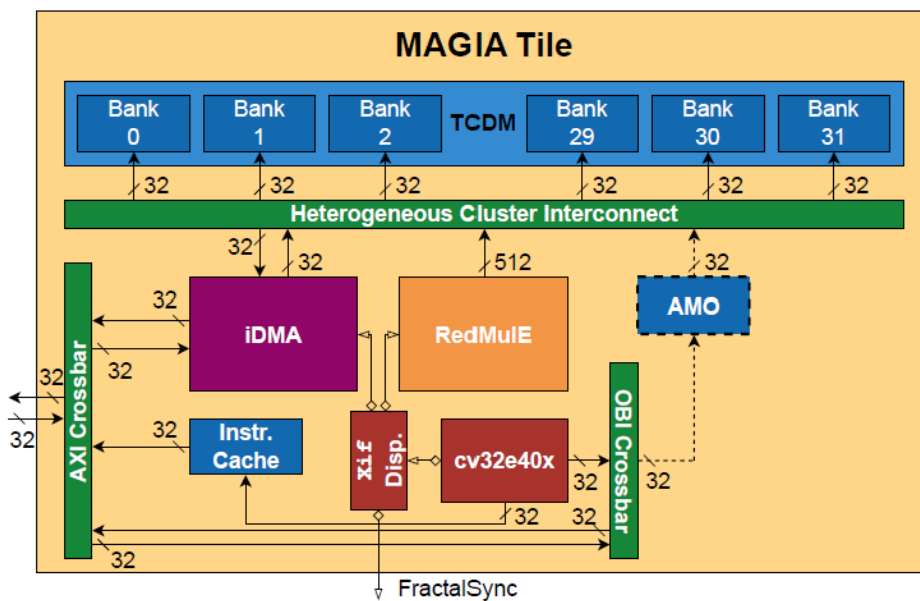 MAGIA Tile
Bank
0
Bank
1
Bank
2
TCDM
Bank
29
Bank
30
Bank
31
32
32
32
32
32
32
Heterogeneous Cluster Interconnect
32
32
512
32
iDMA
RedMulE
AMO
32
32
32
32
AXI Crossbar
32
Instr.
Cache
Xif
Disp.
cv32e40x
32
32
OBI Crossbar
32
32
32
FractalSync